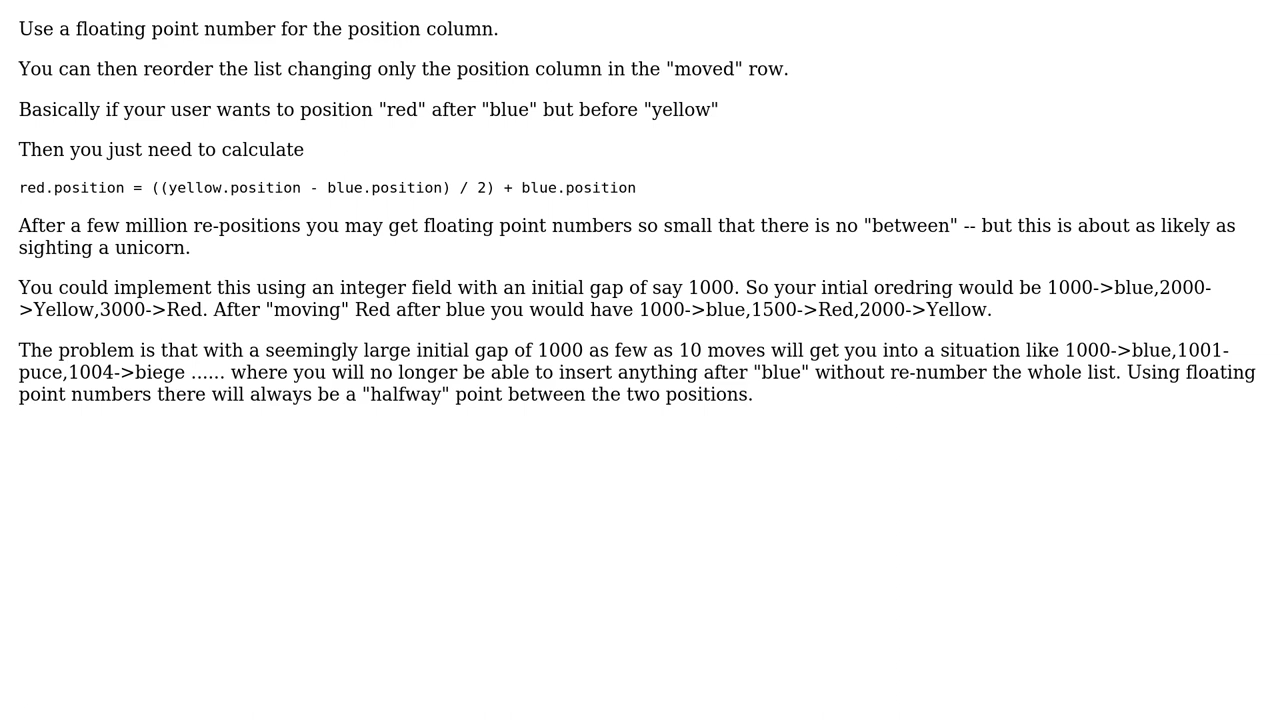 Use a floating point number for the position column.
You can then reorder the list changing only the position column in the "moved" row.
Basically if your user wants to position "red" after "blue" but before "yellow"
Then you just need to calculate
red.position = ((yellow.position - blue.position) / 2) + blue.position
After a few million re-positions you may get floating point numbers so small that there is no "between" -- but this is about as likely as
sighting a unicorn.
You could implement this using an integer field with an initial gap of say 1000. So your intial oredring would be 1000->blue,2000-
>Yellow,3000->Red. After "moving" Red after blue you would have 1000->blue,1500->Red,2000->Yellow.
The problem is that with a seemingly large initial gap of 1000 as few as 10 moves will get you into a situation like 1000->blue,1001-
puce,1004->biege ...... where you will no longer be able to insert anything after "blue" without re-number the whole list. Using floating
point numbers there will always be a "halfway" point between the two positions.